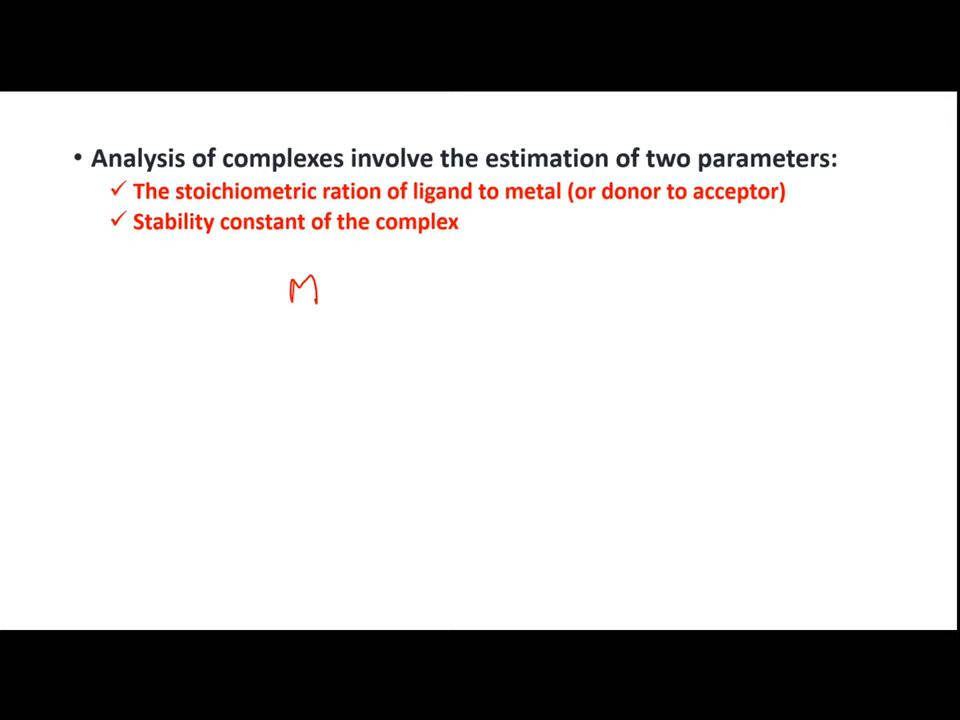 • Analysis of complexes involve the estimation of two parameters:
✓ The stoichiometric ration of ligand to metal (or donor to acceptor)
✓ Stability constant of the complex
M